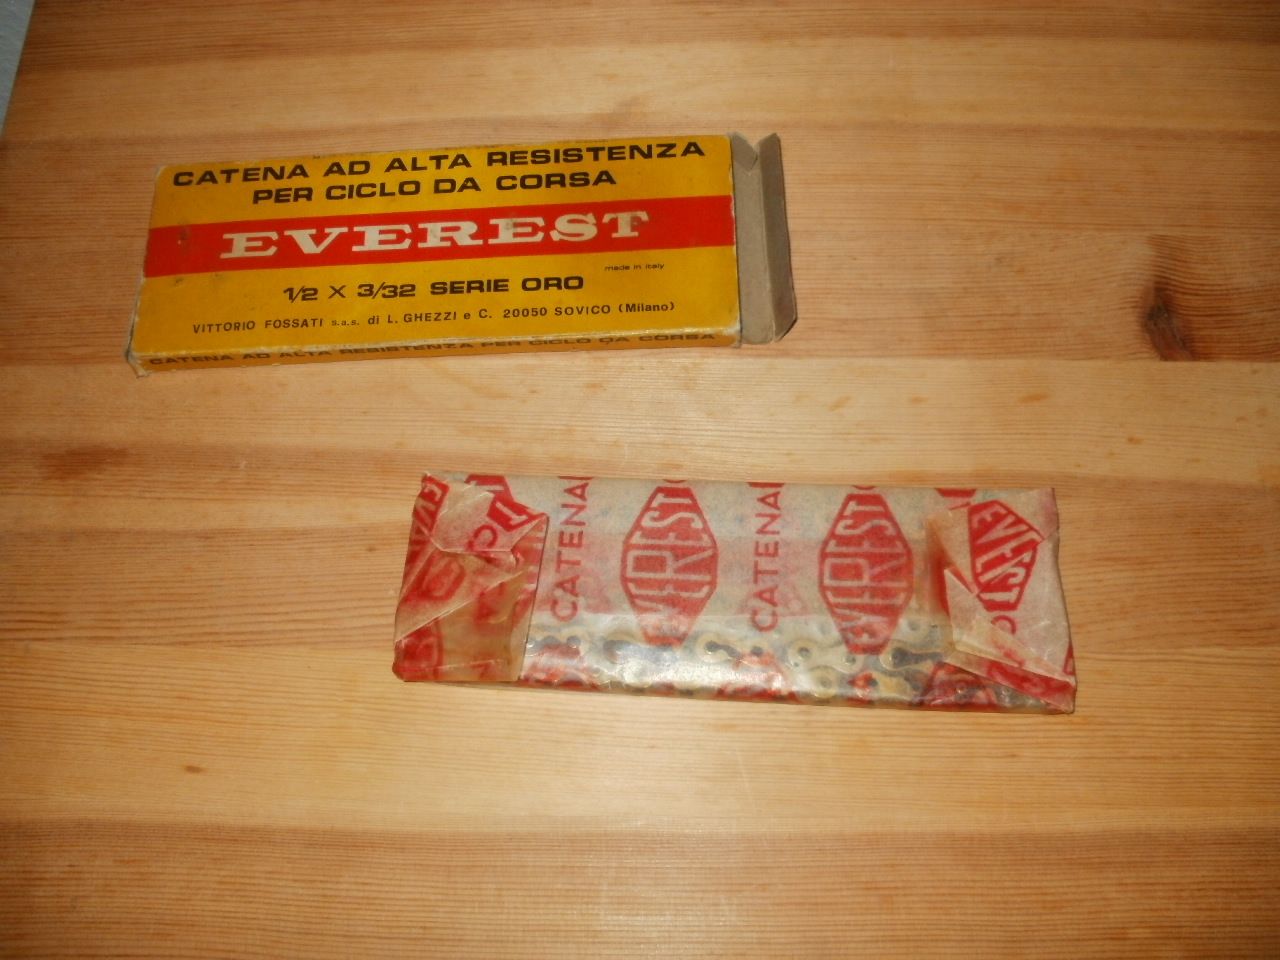 CATENA AD ALTA RESISTENZA
PER CICLO DA CORSA
EVEREST
made in italy
1/2 X 3/32 SERIE ORO
VITTORIO FOSSATI s.a.s. di L. GHEZZI e C. 20050 SOVICO (Milano)
CATENA AD ALTA RESISTENZA PER CICLO DA CORSA
CATENA
EVEREST
CATENA
EVEREST
EVEREST